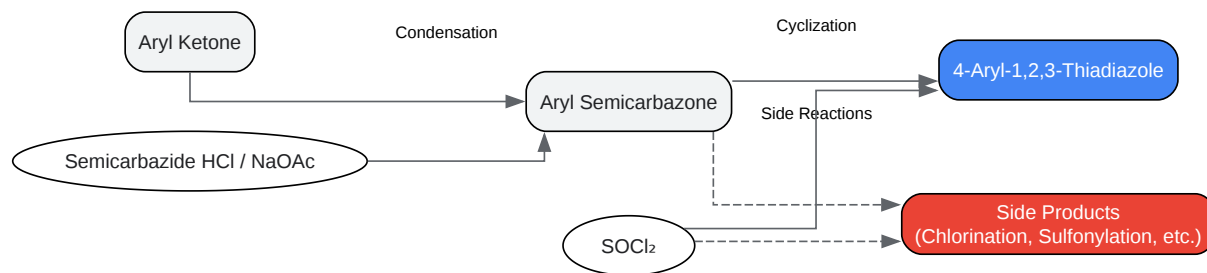 Condensation
Cyclization
Aryl Ketone
4-Aryl-1,2,3-Thiadiazole
Aryl Semicarbazone
Side Reactions
Semicarbazide HCl / NaOAc
Side Products
(Chlorination, Sulfonylation, etc.)
SOCl₂